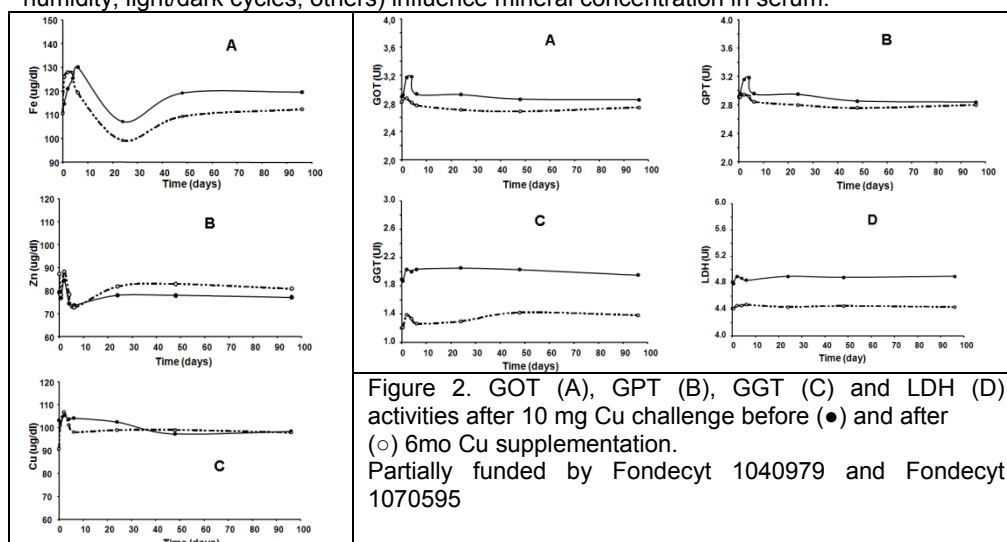 humidity, light/dark cycles, others) influence mineral concentration in serum.
A
Fe (ug/dl)
150
140
130
120
110
100
90
0 10 20 30 40 50 60 70 80 90 100
Time (days)
B
Zn (ug/dl)
120
110
100
90
80
70
60
0 10 20 30 40 50 60 70 80 90 100
Time (days)
C
Cu (ug/dl)
120
110
100
90
80
70
60
0 10 20 30 40 50 60 70 80 90 100
Time (days)
A
GOT (UI)
4,0
3,6
3,2
2,8
2,4
2,0
0 10 20 30 40 50 60 70 80 90 100
Time (days)
B
GPT (UI)
4.0
3.6
3.2
2.8
2.4
2.0
0 10 20 30 40 50 60 70 80 90 100
Time (days)
C
GGT (UI)
3.0
2.6
2.2
1.8
1.4
1.0
0 10 20 30 40 50 60 70 80 90 100
Time (days)
D
LDH (UI)
6.0
5.6
5.2
4.8
4.4
4.0
0 10 20 30 40 50 60 70 80 90 100
Time (day)
Figure 2. GOT (A), GPT (B), GGT (C) and LDH (D)
activities after 10 mg Cu challenge before (●) and after
(○) 6mo Cu supplementation.
Partially funded by Fondecyt 1040979 and Fondecyt
1070595